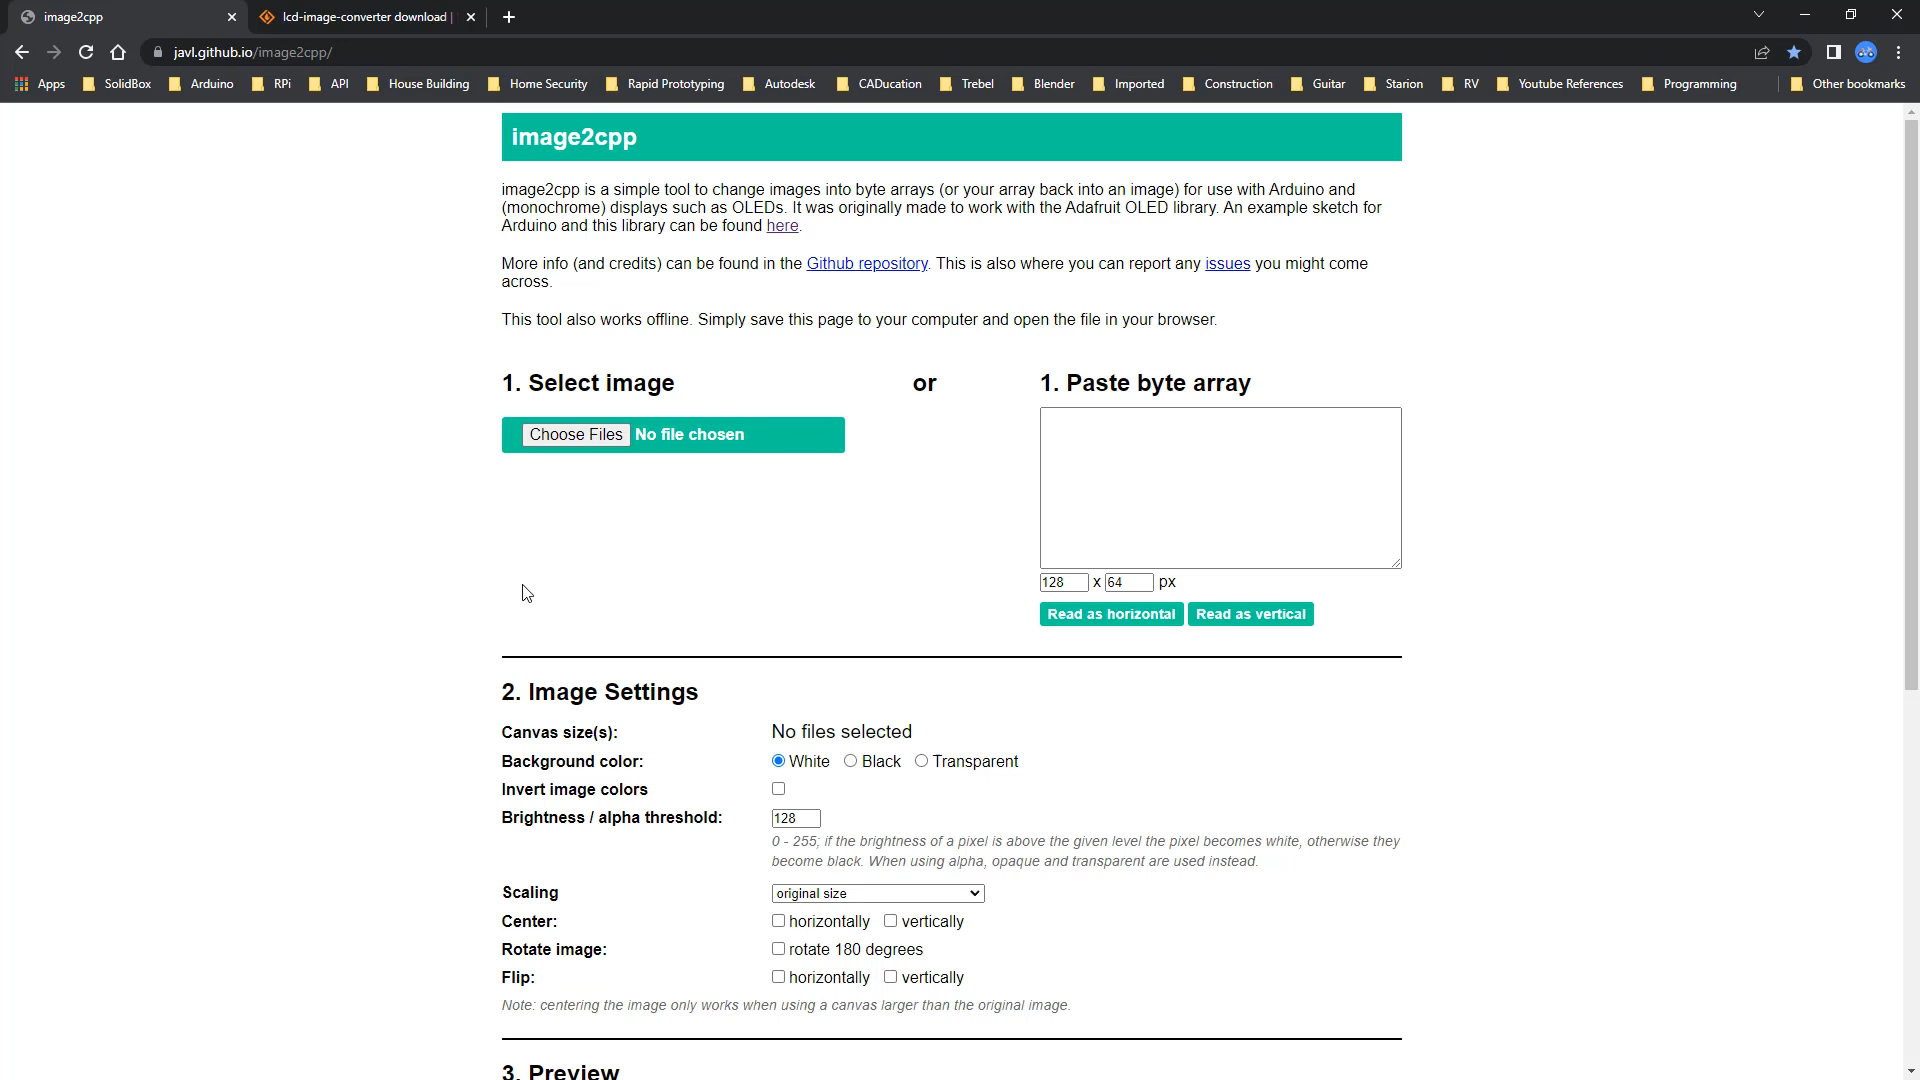 image2cpp
lcd-image-converter download |
javl.github.io/image2cpp/
Apps SolidBox Arduino RPi API House Building Home Security Rapid Prototyping Autodesk CADucation Trebel Blender Imported Construction Guitar Starion RV Youtube References Programming Other bookmarks
image2cpp
image2cpp is a simple tool to change images into byte arrays (or your array back into an image) for use with Arduino and
(monochrome) displays such as OLEDs. It was originally made to work with the Adafruit OLED library. An example sketch for
Arduino and this library can be found here.
More info (and credits) can be found in the Github repository. This is also where you can report any issues you might come
across.
This tool also works offline. Simply save this page to your computer and open the file in your browser.
1. Select image or 1. Paste byte array
Choose Files No file chosen
128 x 64 px
Read as horizontal Read as vertical
2. Image Settings
Canvas size(s): No files selected
Background color: White Black Transparent
Invert image colors
Brightness / alpha threshold: 128
0 - 255; if the brightness of a pixel is above the given level the pixel becomes white, otherwise they
become black. When using alpha, opaque and transparent are used instead.
Scaling original size
Center: horizontally vertically
Rotate image: rotate 180 degrees
Flip: horizontally vertically
Note: centering the image only works when using a canvas larger than the original image.
3. Preview